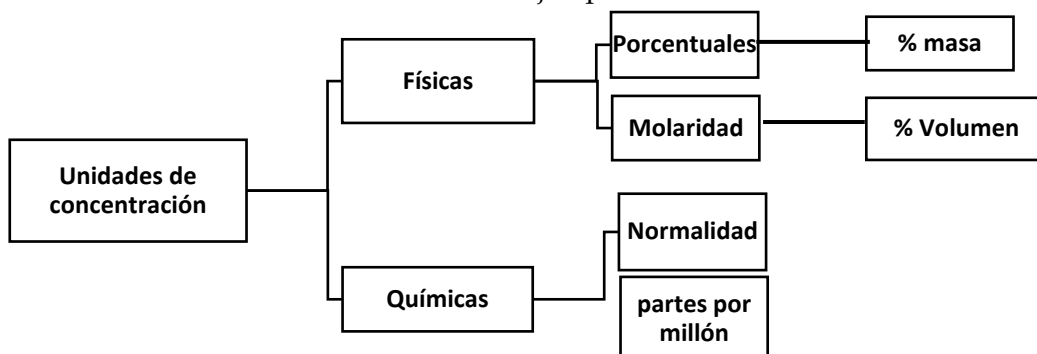 Porcentuales
% masa
Físicas
Molaridad
% Volumen
Unidades de
concentración
Normalidad
Químicas
partes por
millón